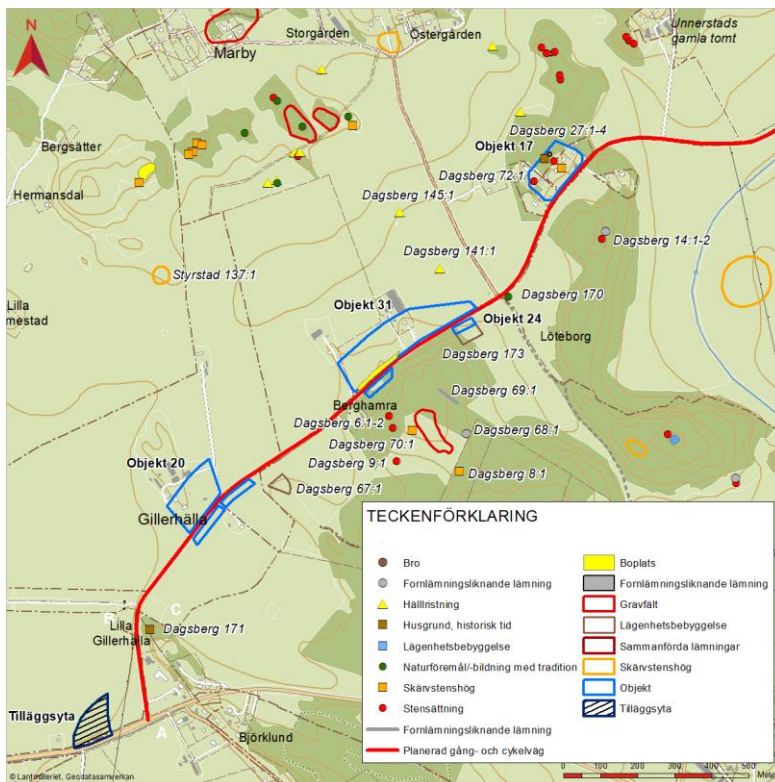 N
Storgården
Östergården
Unnerstads
gamla tomt
Marby
Dagsberg 27:1-4
Bergsätter
Objekt 17
Dagsberg 72:1
Hermansdal
Dagsberg 145:1
Dagsberg 14:1-2
Dagsberg 141:1
Styrstad 137:1
Lilla
mestad
Objekt 31
Dagsberg 170
Objekt 24
Löteborg
Dagsberg 173
Dagsberg 69:1
Berghamra
Dagsberg 6:1-2
Dagsberg 68:1
Dagsberg 70:1
Objekt 20
Dagsberg 9:1
Dagsberg 8:1
Dagsberg 67:1
Gillerhälla
TECKENFÖRKLARING
Bro
Fornlämningsliknande lämning
Hällristning
Husgrund, historisk tid
Lägenhetsbebyggelse
Naturföremål/-bildning med tradition
Skärvstenshög
Stensättning
Fornlämningsliknande lämning
Planerad gång- och cykelväg
Boplats
Fornlämningsliknande lämning
Gravfält
Lägenhetsbebyggelse
Sammanförda lämningar
Skärvstenshög
Objekt
Tilläggsyta
B
C
Lilla
Gillerhälla
Dagsberg 171
Tilläggsyta
A
Björklund
© Lantmäteriet, Geodatasamverkan
0 100 200 300 400 500